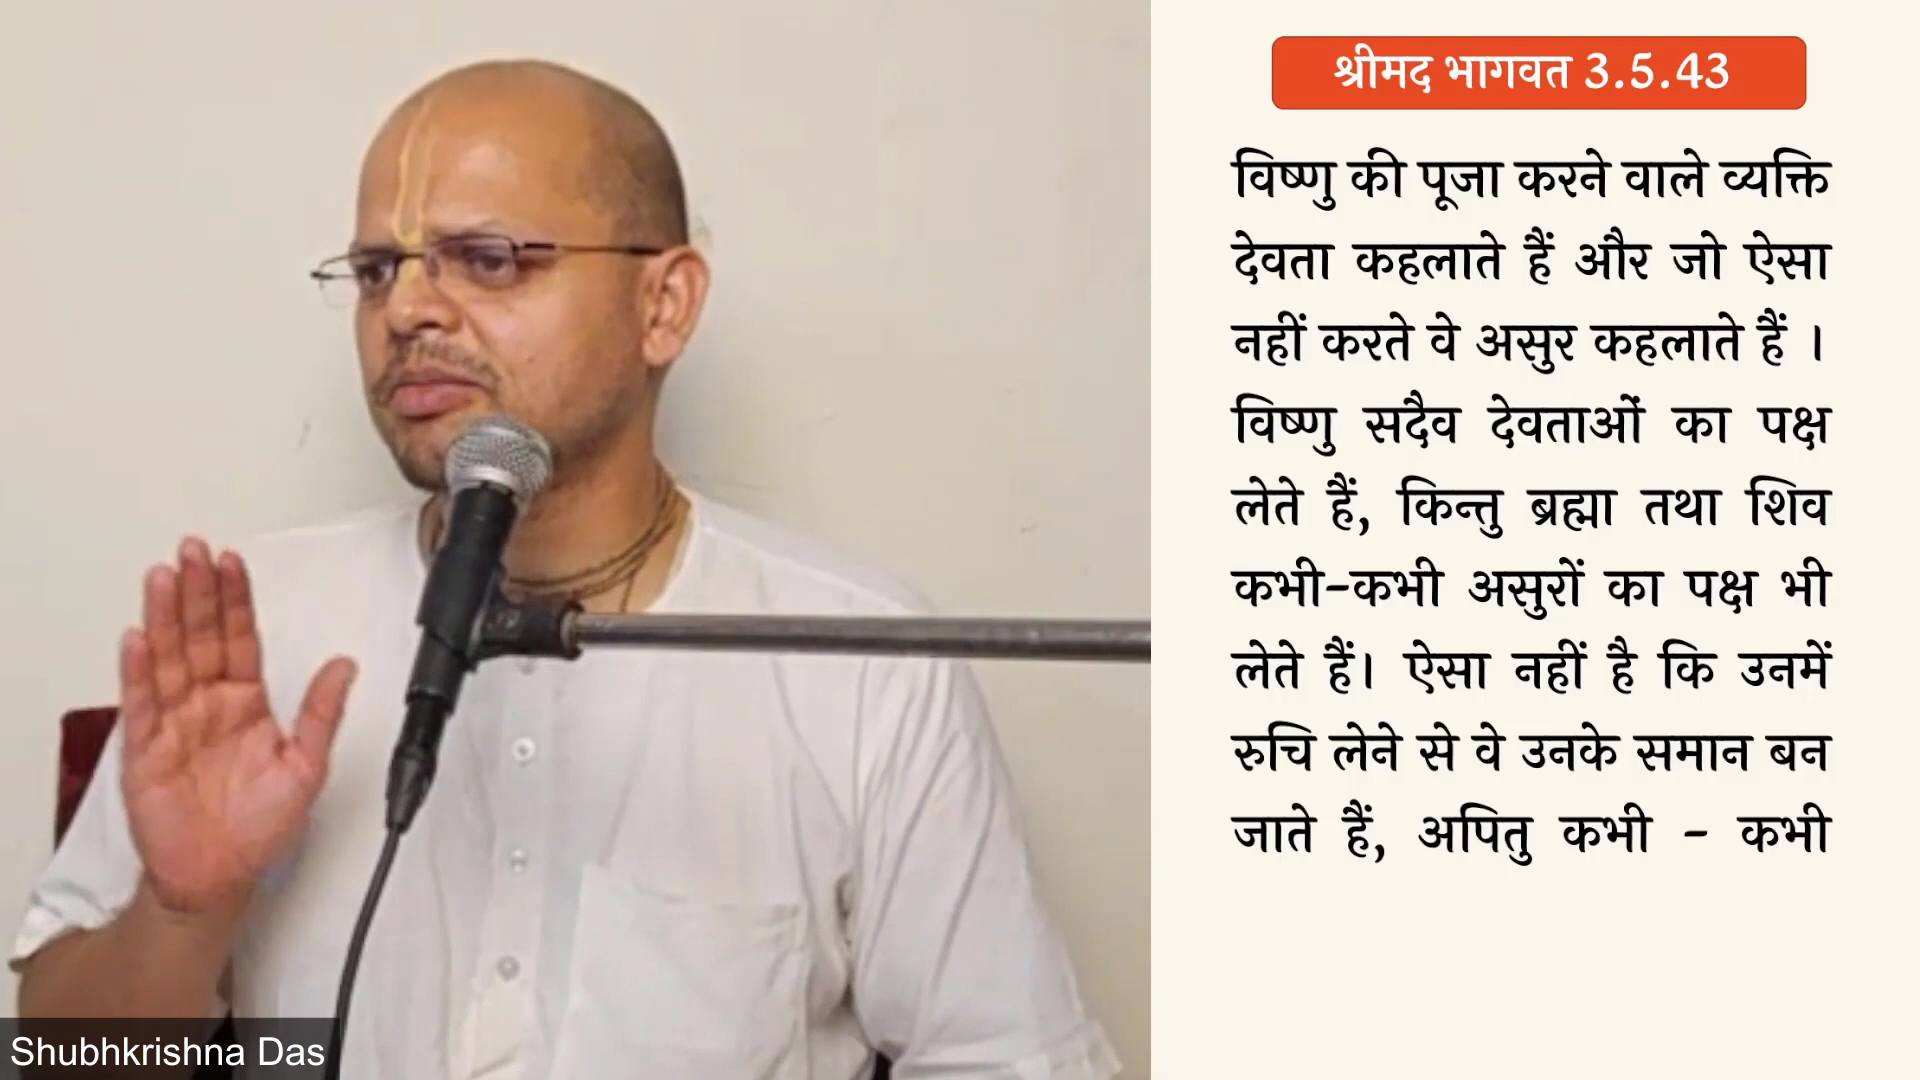 श्रीमद भागवत 3.5.43
विष्णु की पूजा करने वाले व्यक्ति
देवता कहलाते हैं और जो ऐसा
नहीं करते वे असुर कहलाते हैं ।
विष्णु सदैव देवताओं का पक्ष
लेते हैं, किन्तु ब्रह्मा तथा शिव
कभी-कभी असुरों का पक्ष भी
लेते हैं। ऐसा नहीं है कि उनमें
रुचि लेने से वे उनके समान बन
जाते हैं, अपितु कभी - कभी
Shubhkrishna Das